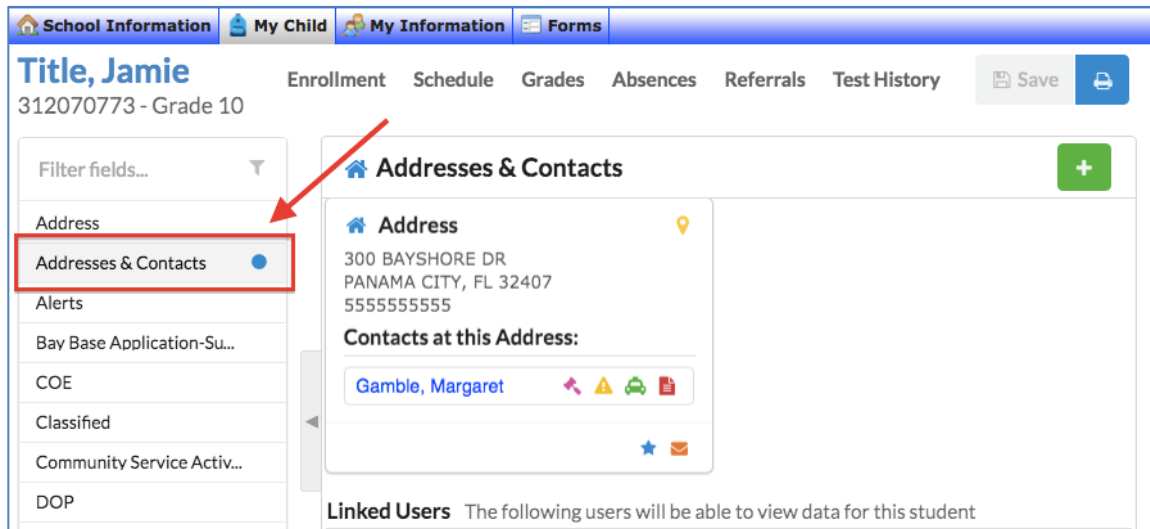 School Information My Child My Information Forms
Title, Jamie
312070773 - Grade 10
Enrollment Schedule Grades Absences Referrals Test History Save
Filter fields...
Address
Addresses & Contacts
Alerts
Bay Base Application-Su...
COE
Classified
Community Service Activ...
DOP
Addresses & Contacts
Address
300 BAYSHORE DR
PANAMA CITY, FL 32407
5555555555
Contacts at this Address:
Gamble, Margaret
Linked Users The following users will be able to view data for this student